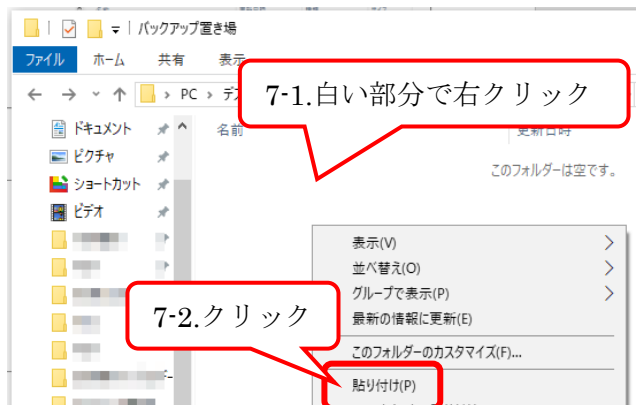 バックアップ置き場
ファイル ホーム 共有 表示
PC
7-1.白い部分で右クリック
ドキュメント
名前
更新日時
ピクチャ
このフォルダーは空です。
ショートカット
ビデオ
表示(V)
並べ替え(O)
グループで表示(P)
7-2.クリック
最新の情報に更新(E)
このフォルダーのカスタマイズ(F)...
貼り付け(P)